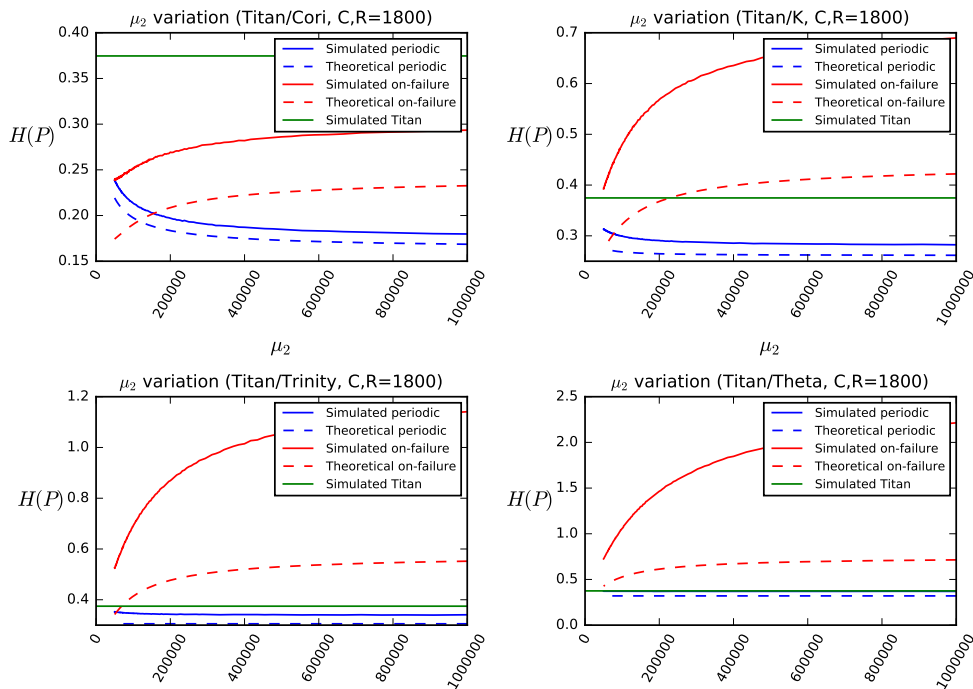 μ₂ variation (Titan/Cori, C,R=1800)
0.40
0.35
0.30
0.25
0.20
0.15
H(P)
Simulated periodic
Theoretical periodic
Simulated on-failure
Theoretical on-failure
Simulated Titan
0
200000
400000
600000
800000
1000000
μ₂
μ₂ variation (Titan/K, C,R=1800)
0.7
0.6
0.5
0.4
0.3
H(P)
Simulated periodic
Theoretical periodic
Simulated on-failure
Theoretical on-failure
Simulated Titan
0
200000
400000
600000
800000
1000000
μ₂
μ₂ variation (Titan/Trinity, C,R=1800)
1.2
1.0
0.8
0.6
0.4
H(P)
Simulated periodic
Theoretical periodic
Simulated on-failure
Theoretical on-failure
Simulated Titan
0
200000
400000
600000
800000
1000000
μ₂ variation (Titan/Theta, C,R=1800)
2.5
2.0
1.5
1.0
0.5
0.0
H(P)
Simulated periodic
Theoretical periodic
Simulated on-failure
Theoretical on-failure
Simulated Titan
0
200000
400000
600000
800000
1000000